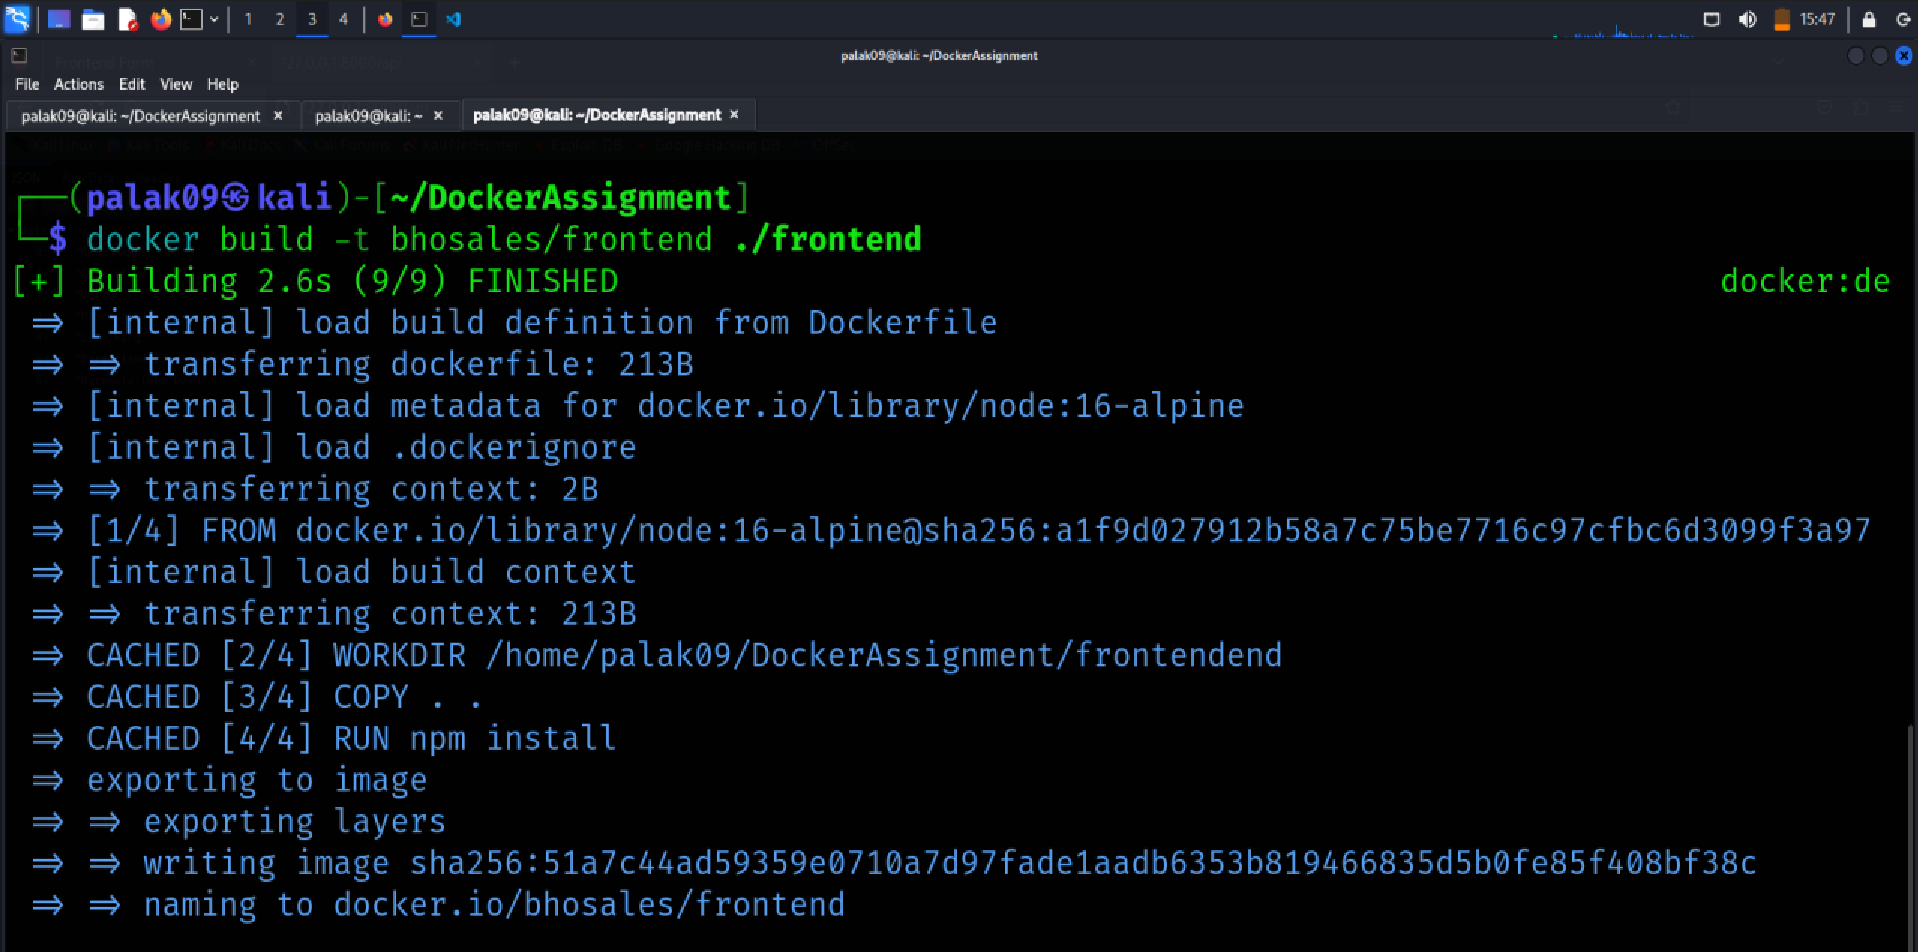 1 2 3 4 15:47
palak09@kali: ~/DockerAssignment
File Actions Edit View Help
palak09@kali: ~/DockerAssignment × palak09@kali: ~ × palak09@kali: ~/DockerAssignment ×
┌──(palak09㉿kali)-[~/DockerAssignment]
└─$ docker build -t bhosales/frontend ./frontend
[+] Building 2.6s (9/9) FINISHED docker:de
=> [internal] load build definition from Dockerfile
=> => transferring dockerfile: 213B
=> [internal] load metadata for docker.io/library/node:16-alpine
=> [internal] load .dockerignore
=> => transferring context: 2B
=> [1/4] FROM docker.io/library/node:16-alpine@sha256:a1f9d027912b58a7c75be7716c97cfbc6d3099f3a97
=> [internal] load build context
=> => transferring context: 213B
=> CACHED [2/4] WORKDIR /home/palak09/DockerAssignment/frontendend
=> CACHED [3/4] COPY . .
=> CACHED [4/4] RUN npm install
=> exporting to image
=> => exporting layers
=> => writing image sha256:51a7c44ad59359e0710a7d97fade1aadb6353b819466835d5b0fe85f408bf38c
=> => naming to docker.io/bhosales/frontend